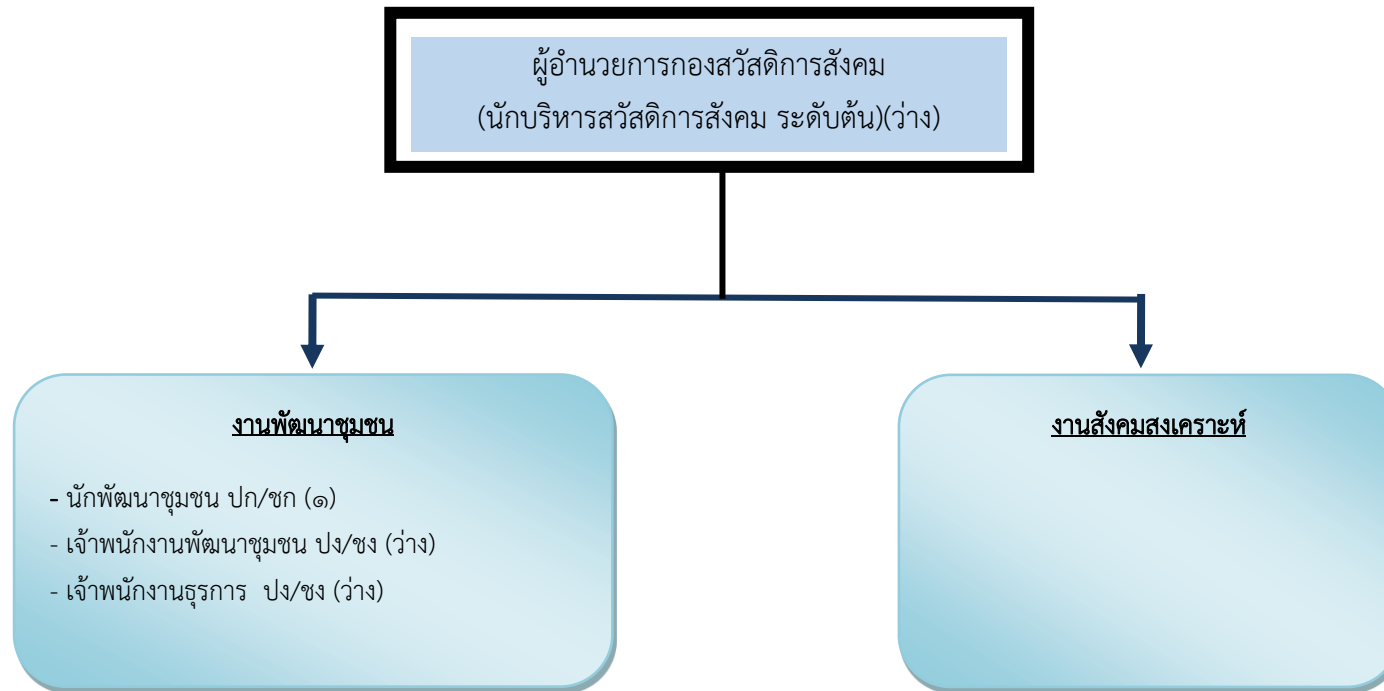 ผู้อำนวยการกองสวัสดิการสังคม
(นักบริหารสวัสดิการสังคม ระดับต้น)(ว่าง)
งานพัฒนาชุมชน
- นักพัฒนาชุมชน ปก/ชก (๑)
- เจ้าพนักงานพัฒนาชุมชน ปง/ชง (ว่าง)
- เจ้าพนักงานธุรการ ปง/ชง (ว่าง)
งานสังคมสงเคราะห์